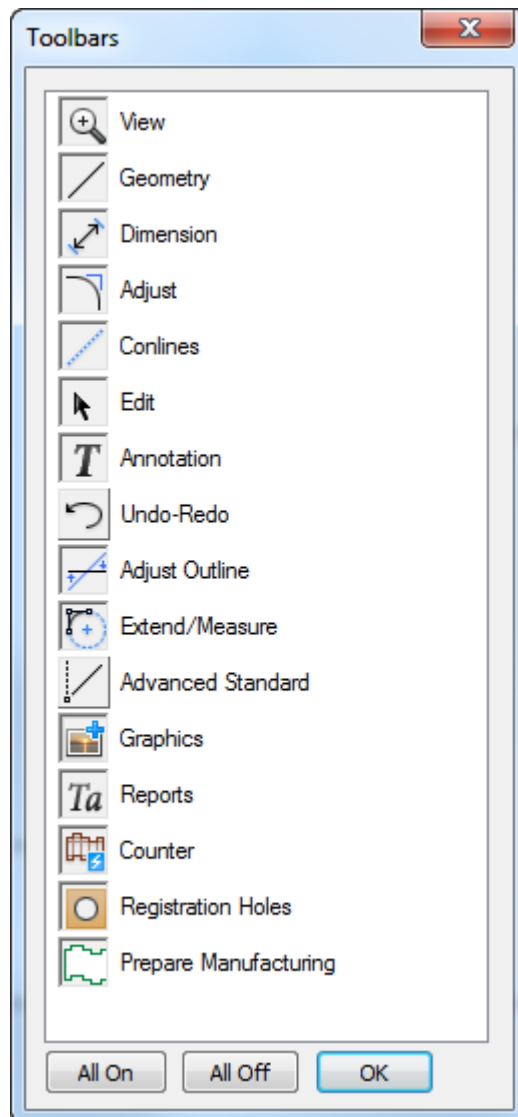 Toolbars
View
Geometry
Dimension
Adjust
Conlines
Edit
T Annotation
Undo-Redo
Adjust Outline
Extend/Measure
Advanced Standard
Graphics
Ta Reports
Counter
Registration Holes
Prepare Manufacturing
All On All Off OK